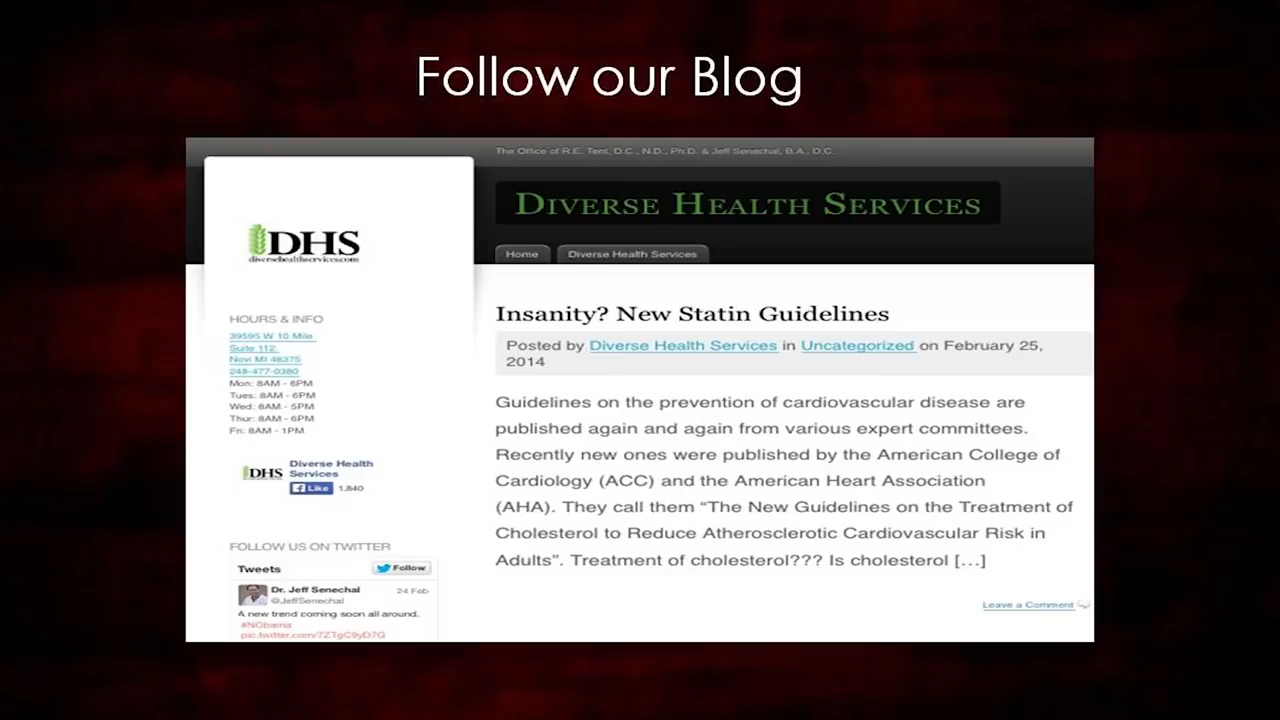 Follow our Blog
The Office of R.E. Tent, D.C., N.D., Ph.D. & Jeff Senechal, B.A., D.C.
DIVERSE HEALTH SERVICES
Home
Diverse Health Services
DHS
diversehealthservices.com
HOURS & INFO
39595 W 10 Mile
Suite 112
Novi MI 48375
248-477-0380
Mon: 8AM - 6PM
Tues: 8AM - 6PM
Wed: 8AM - 5PM
Thur: 8AM - 6PM
Fri: 8AM - 1PM
DHS
Diverse Health
Services
Like 1,840
FOLLOW US ON TWITTER
Tweets
Follow
Dr. Jeff Senechal
24 Feb
@JeffSenechal
A new trend coming soon all around.
#NObama
pic.twitter.com/7ZTgC9yD7G
Insanity? New Statin Guidelines
Posted by Diverse Health Services in Uncategorized on February 25,
2014
Guidelines on the prevention of cardiovascular disease are
published again and again from various expert committees.
Recently new ones were published by the American College of
Cardiology (ACC) and the American Heart Association
(AHA). They call them “The New Guidelines on the Treatment of
Cholesterol to Reduce Atherosclerotic Cardiovascular Risk in
Adults”. Treatment of cholesterol??? Is cholesterol […]
Leave a Comment